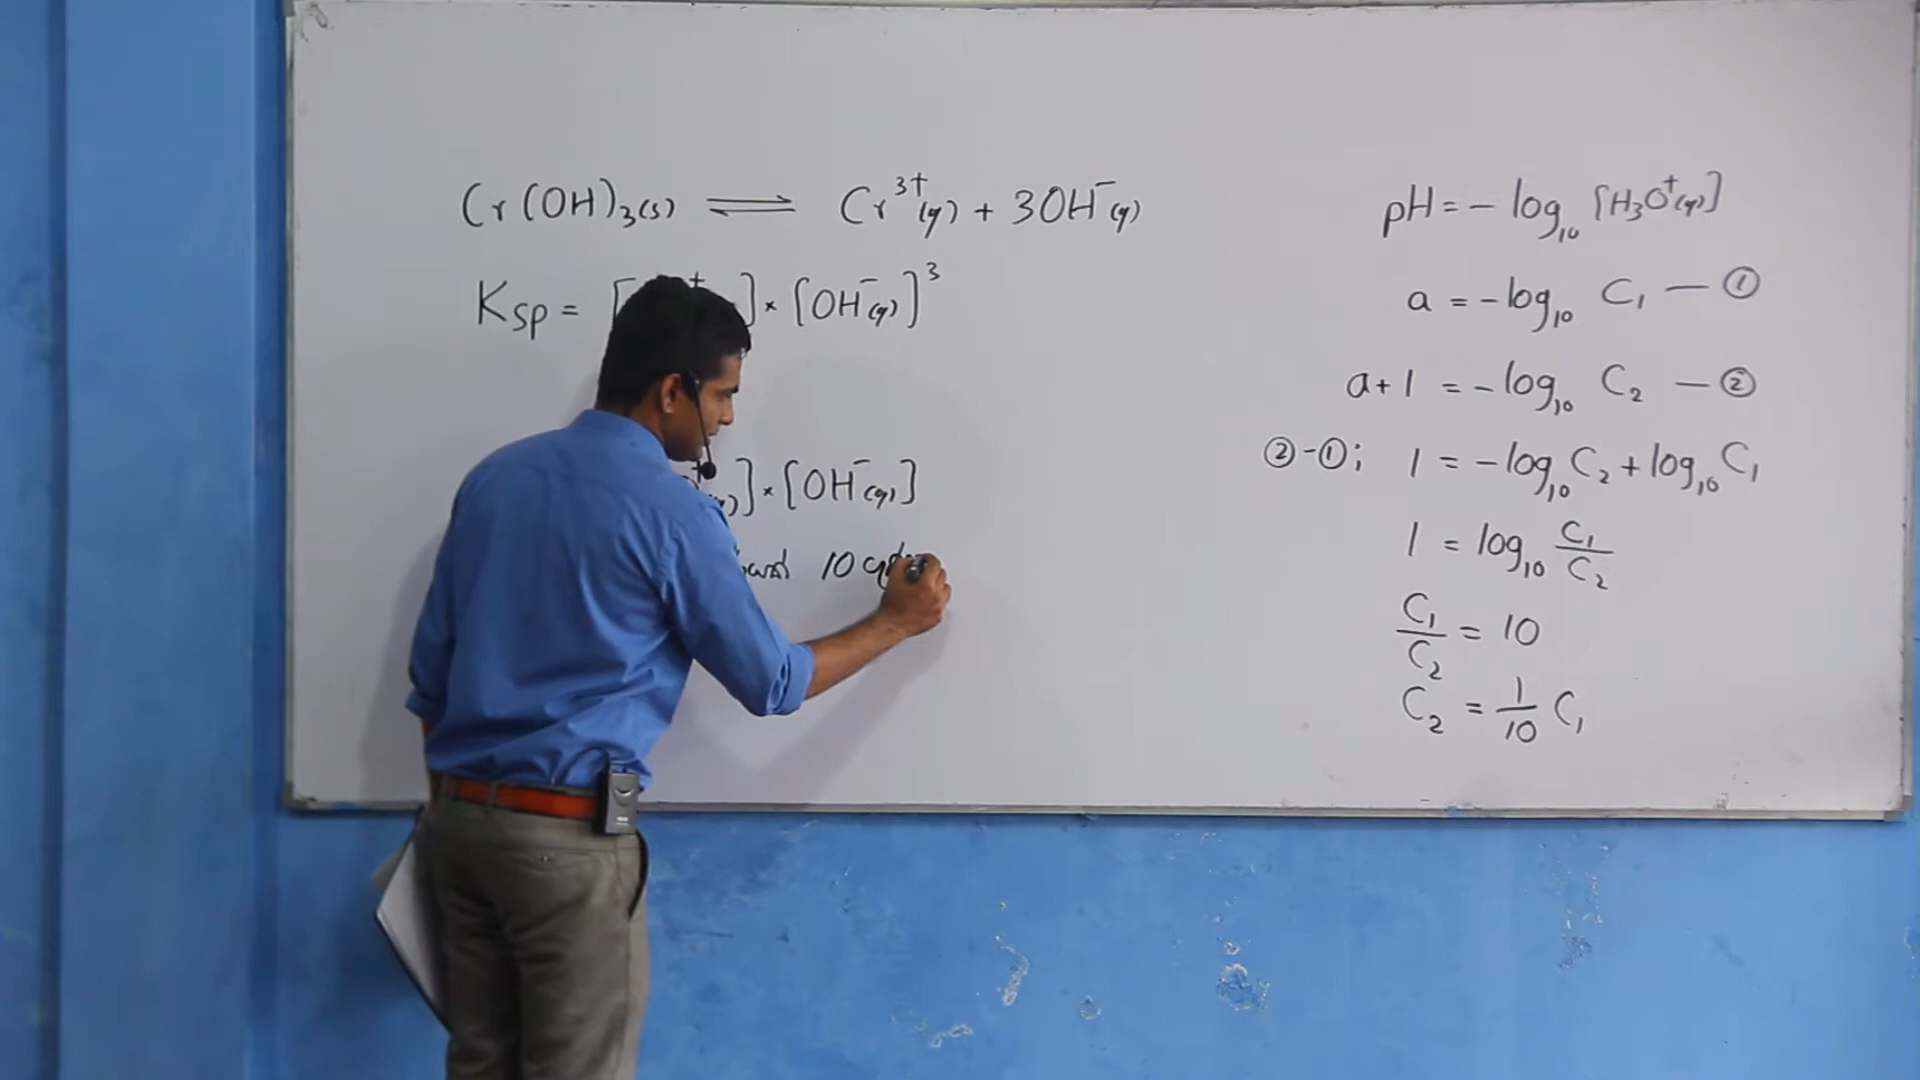 Cr(OH)₃(s) ⇌ Cr³⁺(aq) + 3OH⁻(aq)
Ksp = [ ] × [OH⁻(aq)]³
] × [OH⁻(aq)]
10
pH = - log₁₀ [H₃O⁺(aq)]
a = - log₁₀ C₁ — ①
a + 1 = - log₁₀ C₂ — ②
② - ① ; 1 = - log₁₀ C₂ + log₁₀ C₁
1 = log₁₀ C₁/C₂
C₁/C₂ = 10
C₂ = 1/10 C₁